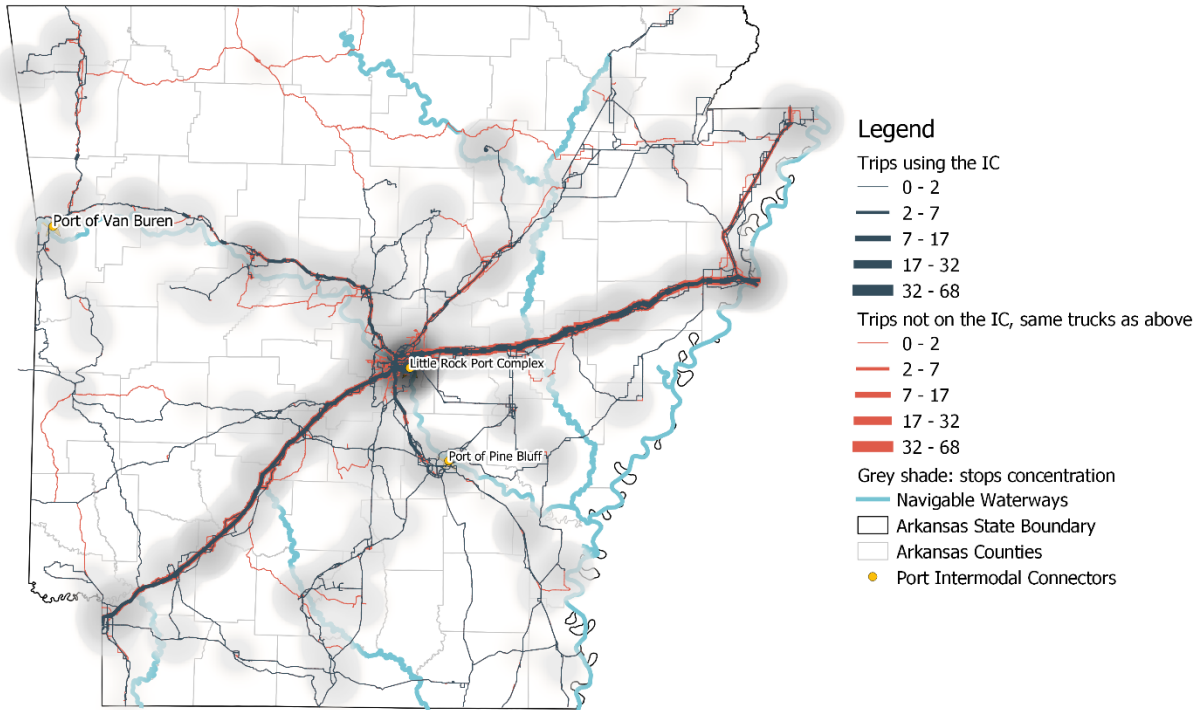 Port of Van Buren
Little Rock Port Complex
Port of Pine Bluff
Legend
Trips using the IC
0 - 2
2 - 7
7 - 17
17 - 32
32 - 68
Trips not on the IC, same trucks as above
0 - 2
2 - 7
7 - 17
17 - 32
32 - 68
Grey shade: stops concentration
Navigable Waterways
Arkansas State Boundary
Arkansas Counties
Port Intermodal Connectors